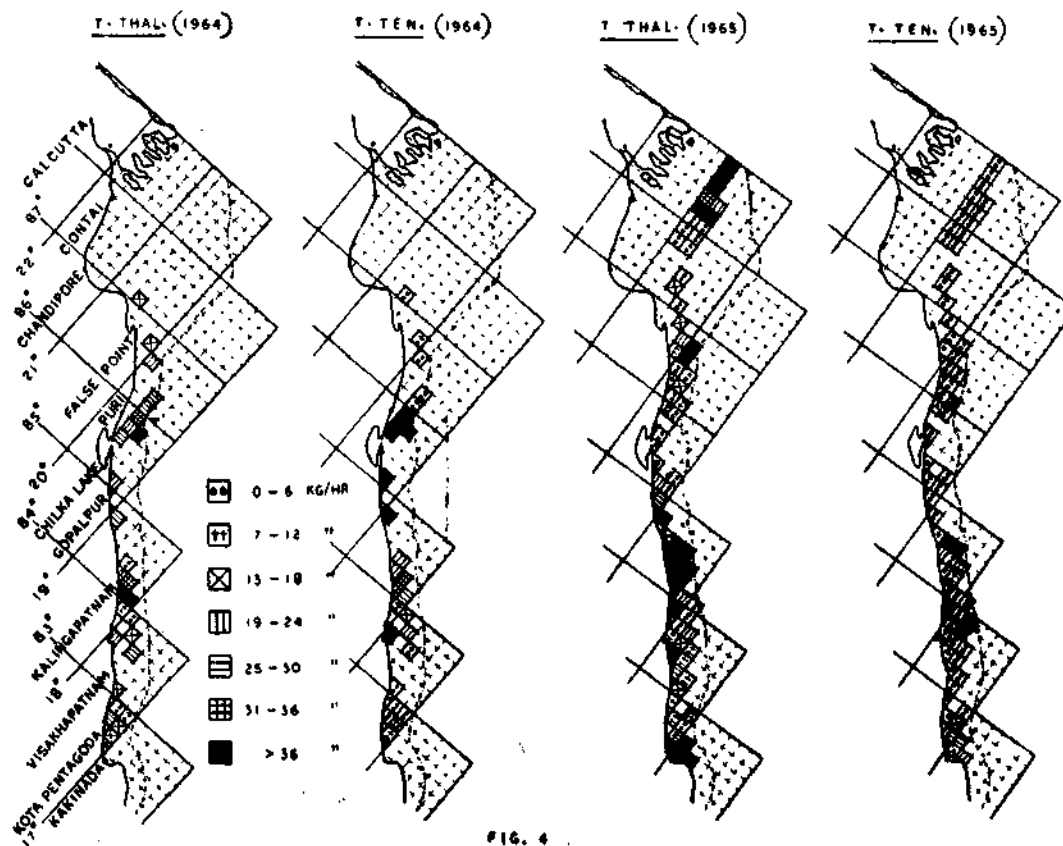 T. THAL. (1964)
T. TEN. (1964)
T THAL. (1965)
T. TEN. (1965)
CALCUTTA
87°
CONTAI
22°
CHANDIPORE
86°
21°
FALSE POINT
PURI
85°
20°
CHILKA LAKE
84°
GOPALPUR
19°
83°
KALINGAPATNAM
18°
VISAKHAPATNAM
KOTA PENTAGODA
KAKINADA
17°
0 - 6 KG/HR
7 - 12 "
13 - 18 "
19 - 24 "
25 - 30 "
31 - 36 "
> 36 "
FIG. 4